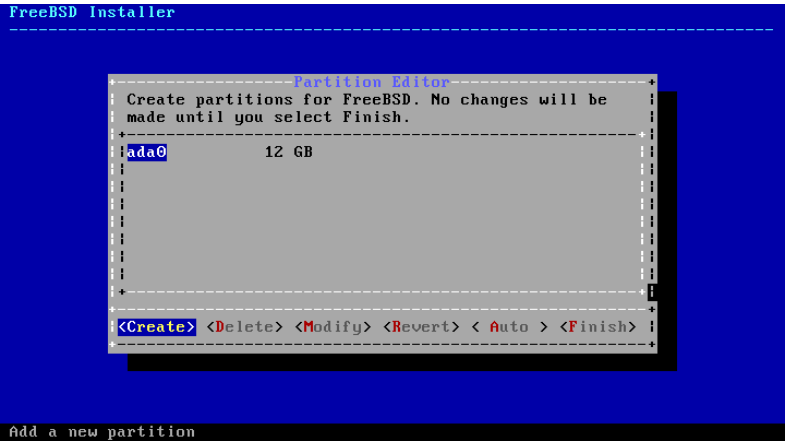 FreeBSD Installer
Partition Editor
Create partitions for FreeBSD. No changes will be
made until you select Finish.
ada0 12 GB
<Create> <Delete> <Modify> <Revert> < Auto > <Finish>
Add a new partition